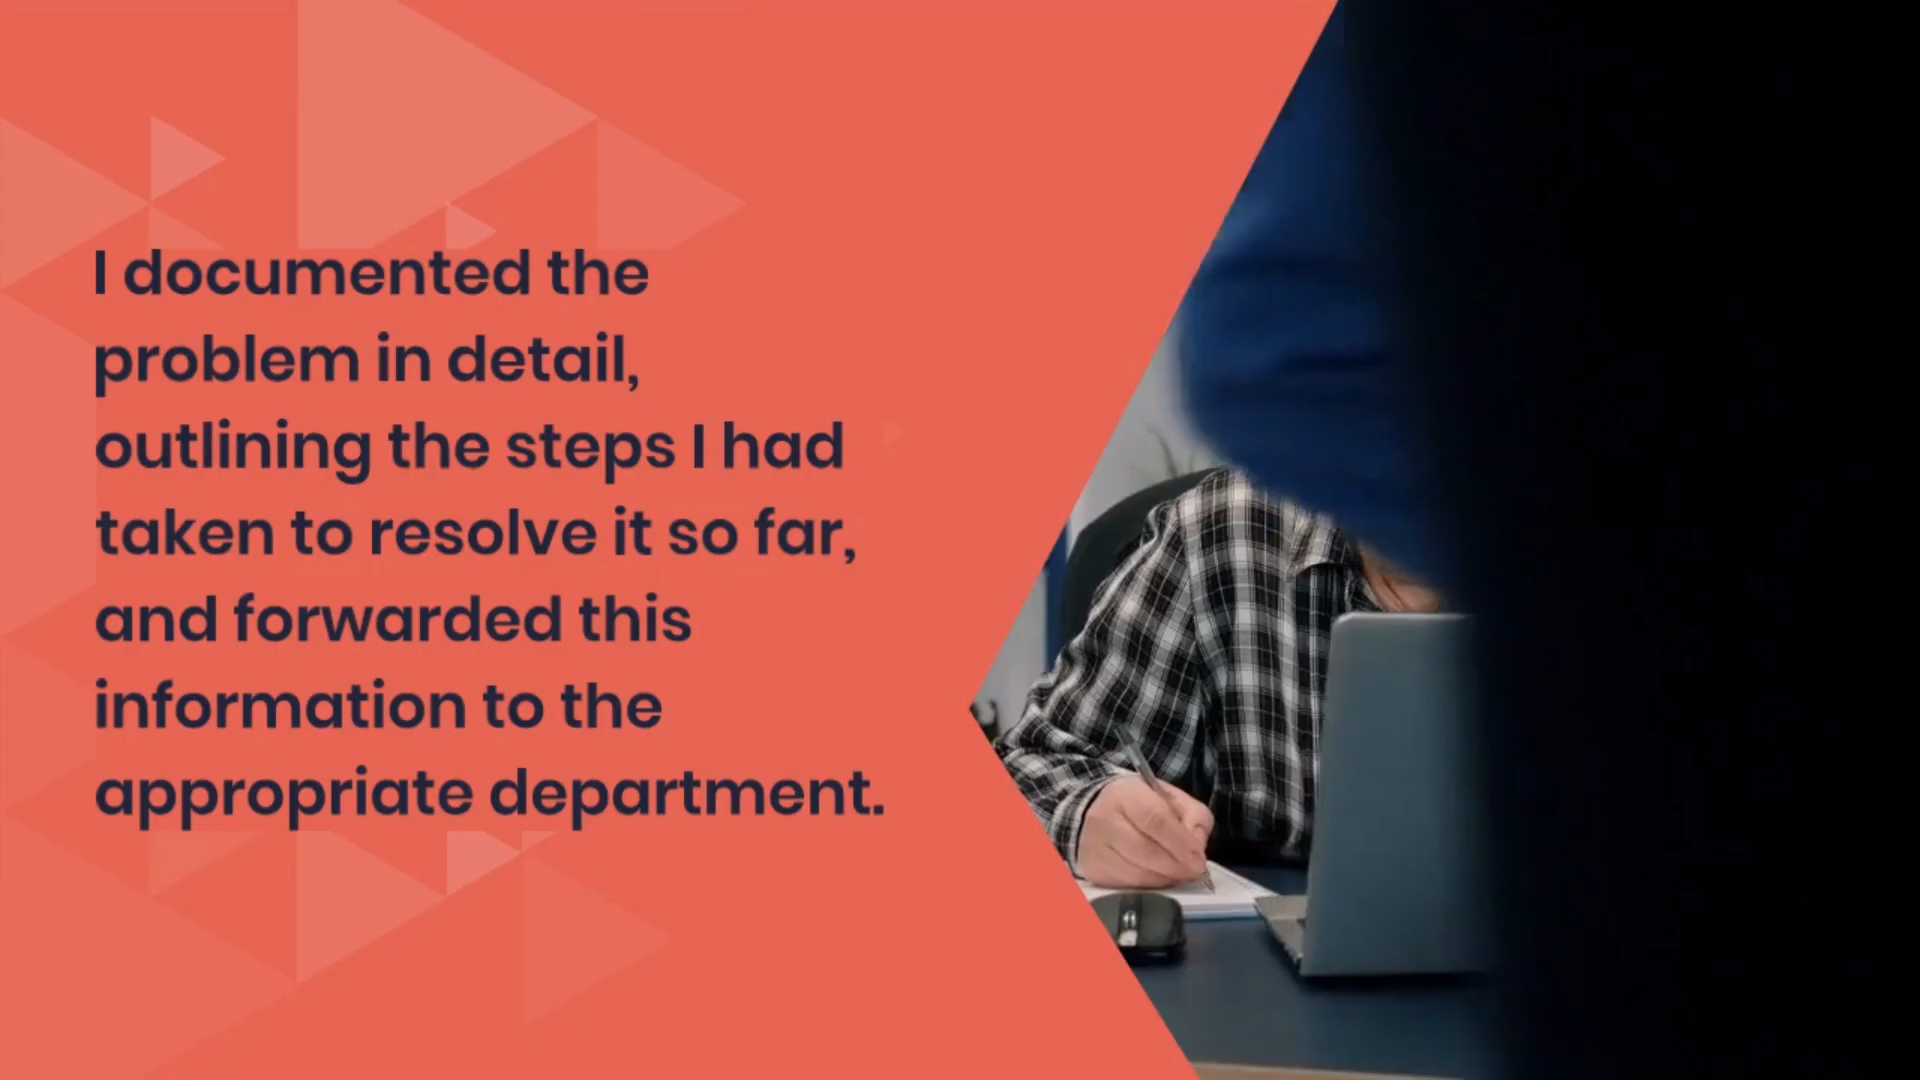 I documented the
problem in detail,
outlining the steps I had
taken to resolve it so far,
and forwarded this
information to the
appropriate department.